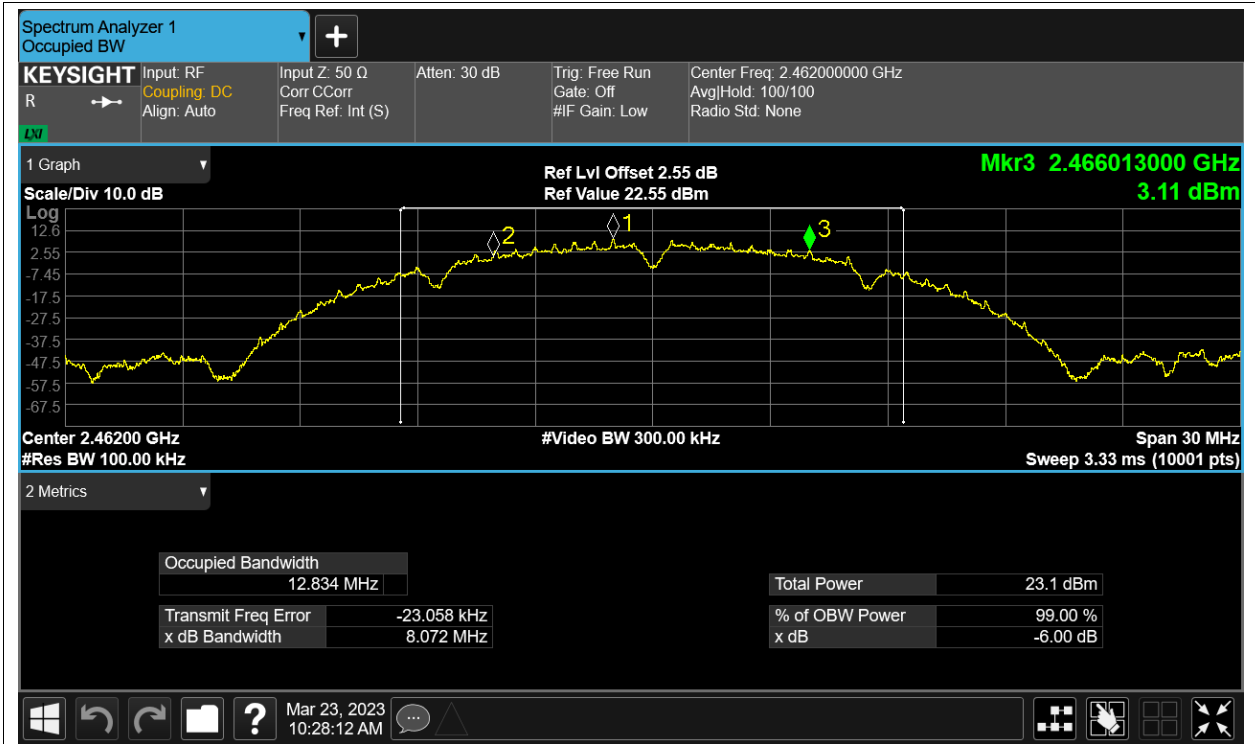 Spectrum Analyzer 1
Occupied BW
KEYSIGHT
R
LXI
Input: RF
Coupling: DC
Align: Auto
Input Z: 50 Ω
Corr CCorr
Freq Ref: Int (S)
Atten: 30 dB
Trig: Free Run
Gate: Off
#IF Gain: Low
Center Freq: 2.462000000 GHz
Avg|Hold: 100/100
Radio Std: None
1 Graph
Scale/Div 10.0 dB
Ref Lvl Offset 2.55 dB
Ref Value 22.55 dBm
Mkr3 2.466013000 GHz
3.11 dBm
Log
12.6
2.55
-7.45
-17.5
-27.5
-37.5
-47.5
-57.5
-67.5
2
1
3
Center 2.46200 GHz
#Res BW 100.00 kHz
#Video BW 300.00 kHz
Span 30 MHz
Sweep 3.33 ms (10001 pts)
2 Metrics
Occupied Bandwidth
12.834 MHz
Transmit Freq Error -23.058 kHz
x dB Bandwidth 8.072 MHz
Total Power 23.1 dBm
% of OBW Power 99.00 %
x dB -6.00 dB
?
Mar 23, 2023
10:28:12 AM